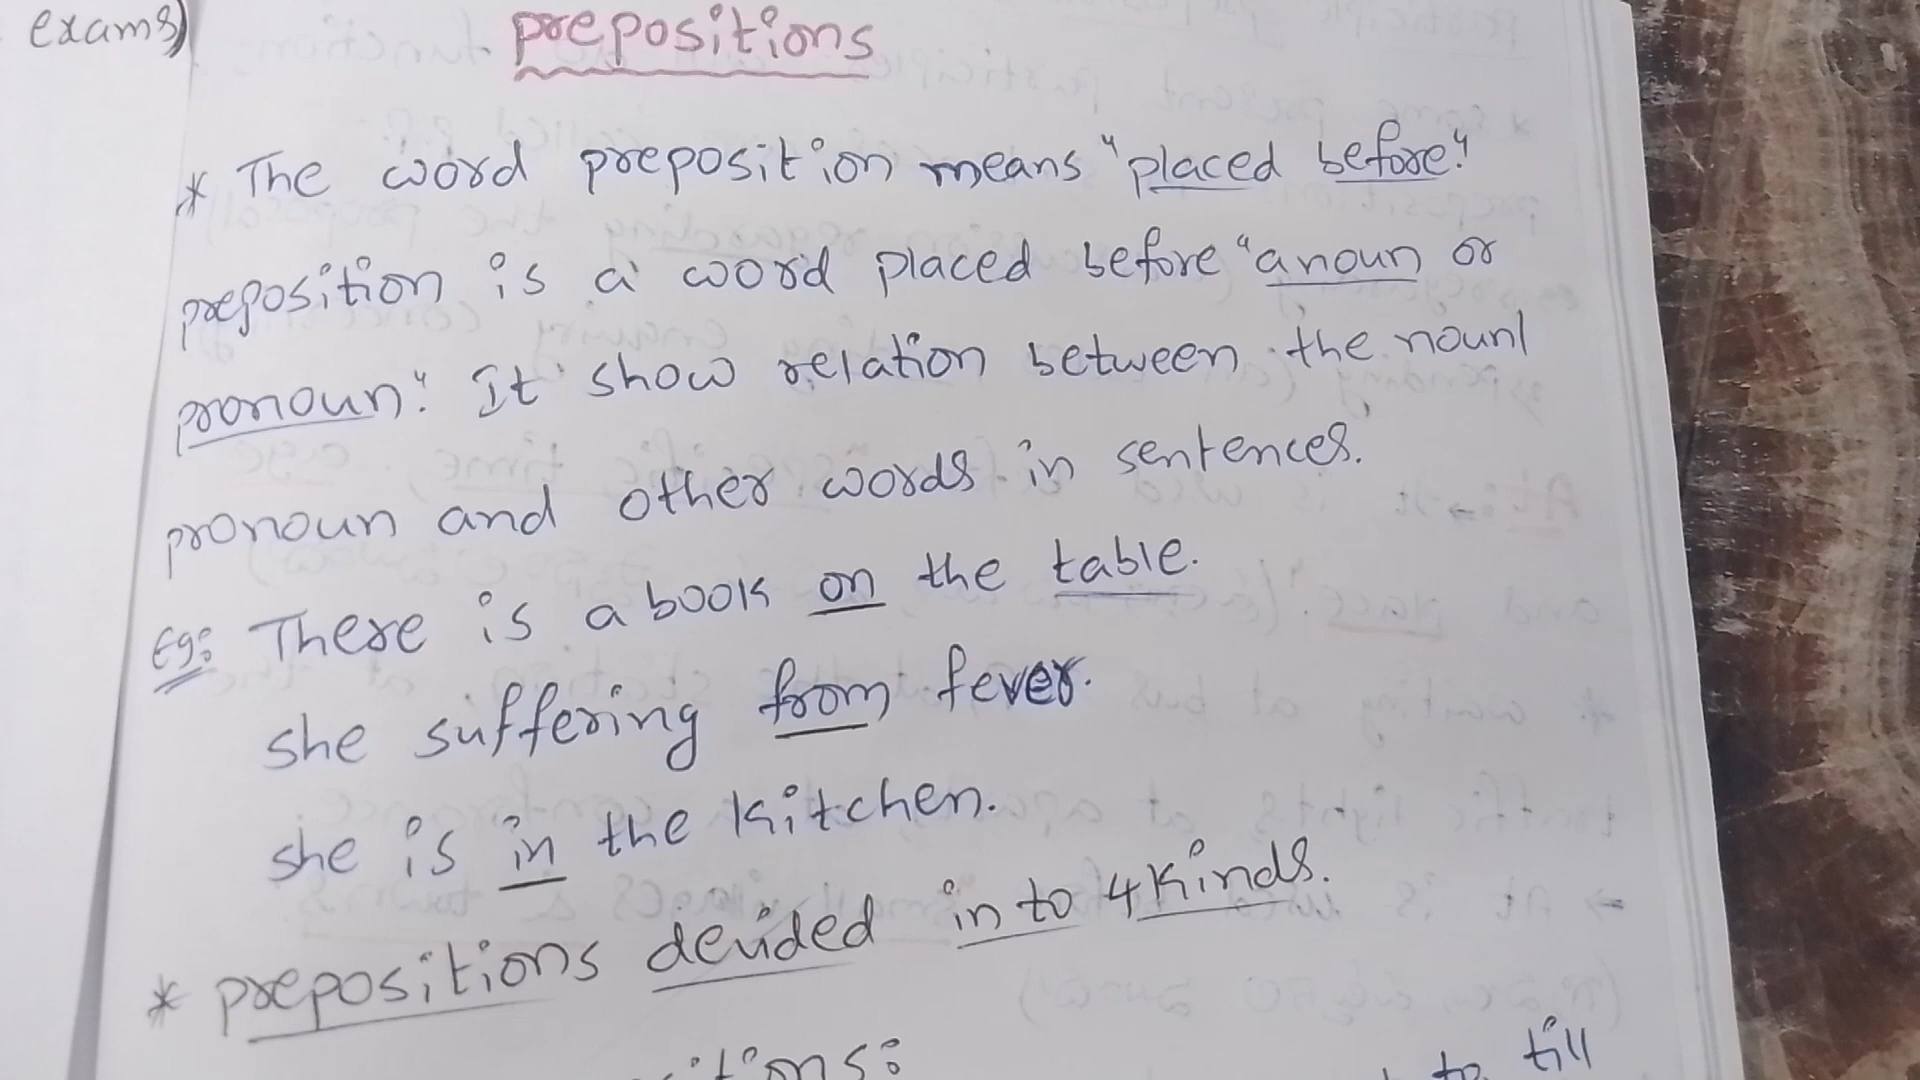 exams)
prepositions
* The word preposition means "placed before"
preposition is a word placed before "a noun or
pronoun". It show relation between the noun/
pronoun and other words in sentences.
Eg: There is a book on the table.
she suffering from fever.
she is in the kitchen.
* prepositions devided in to 4 kinds.
to till